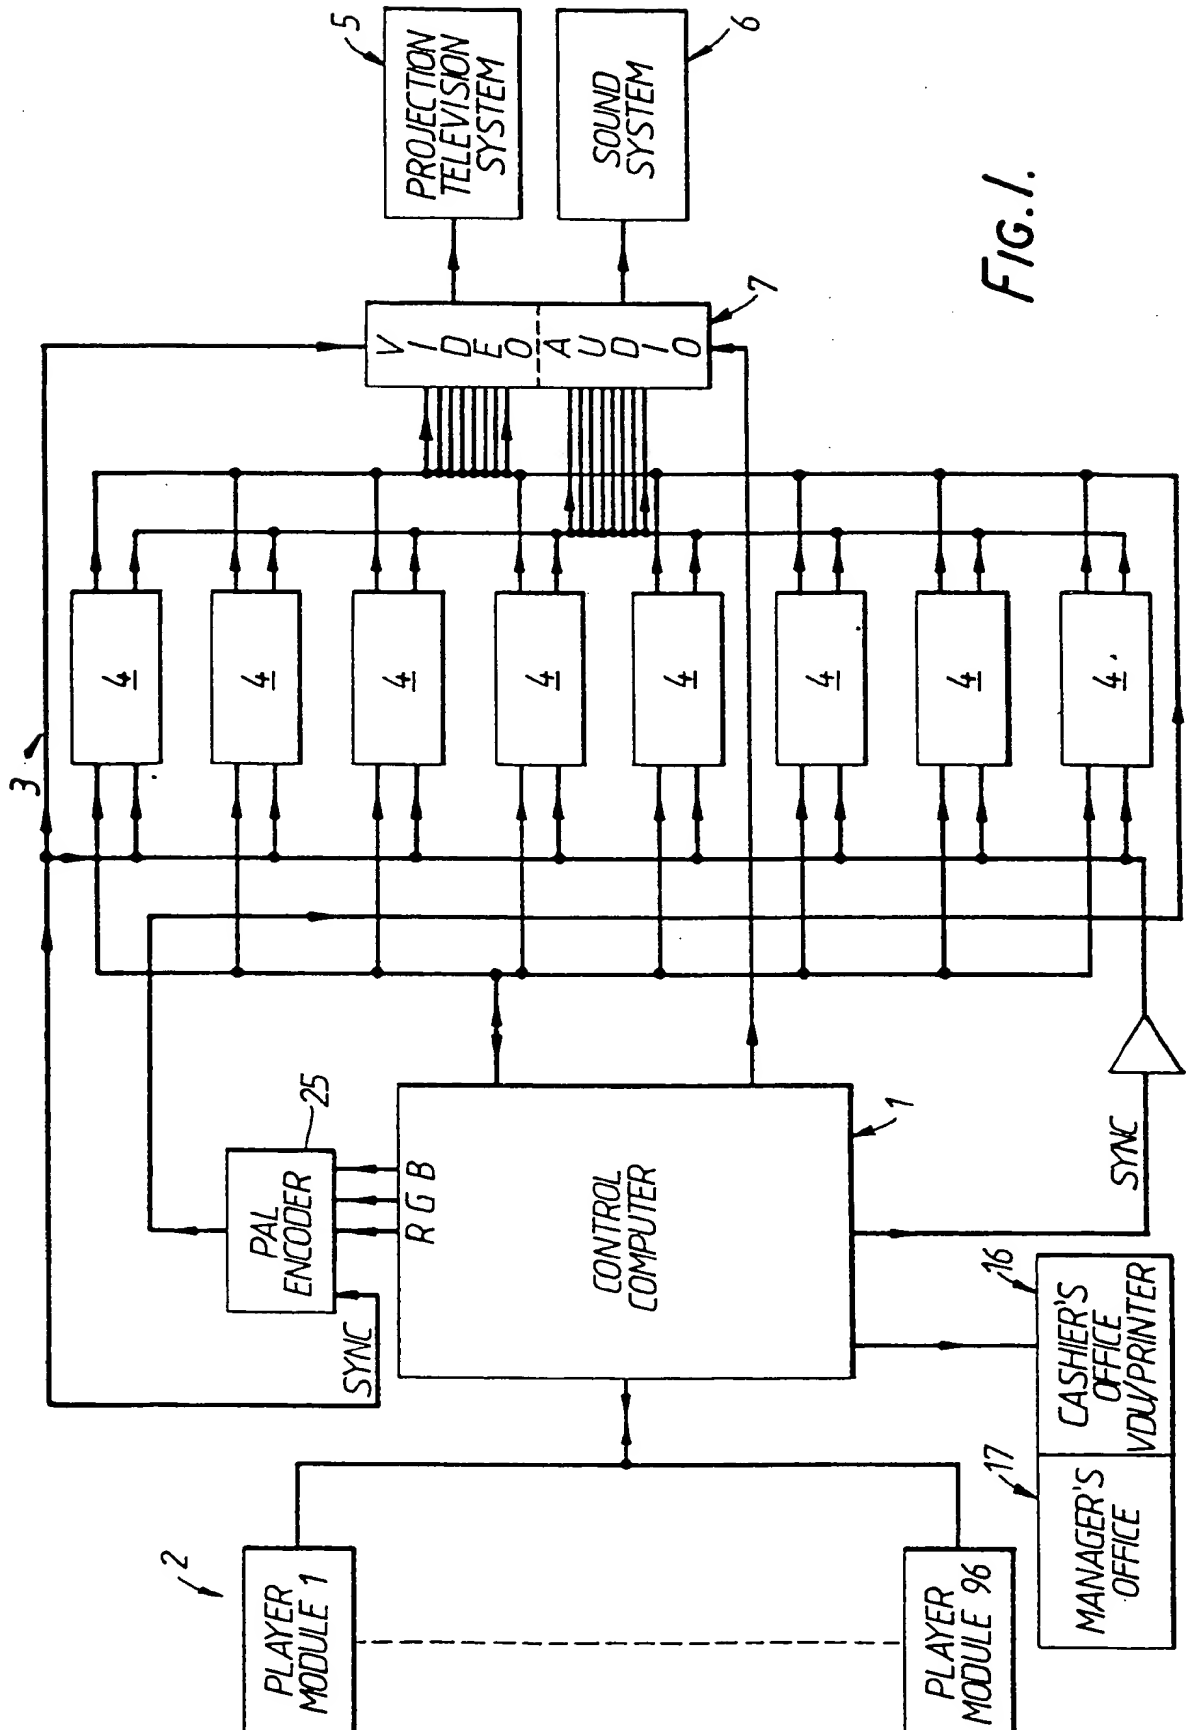 5
PROJECTION
TELEVISION
SYSTEM
SOUND
SYSTEM
6
VIDEO
AUDIO
7
3
4
4
4
4
4
4
4
4
25
PAL
ENCODER
SYNC
R G B
CONTROL
COMPUTER
1
SYNC
2
PLAYER
MODULE 1
PLAYER
MODULE 96
16
CASHIER'S
OFFICE
VDU/PRINTER
17
MANAGER'S
OFFICE
FIG. 1.